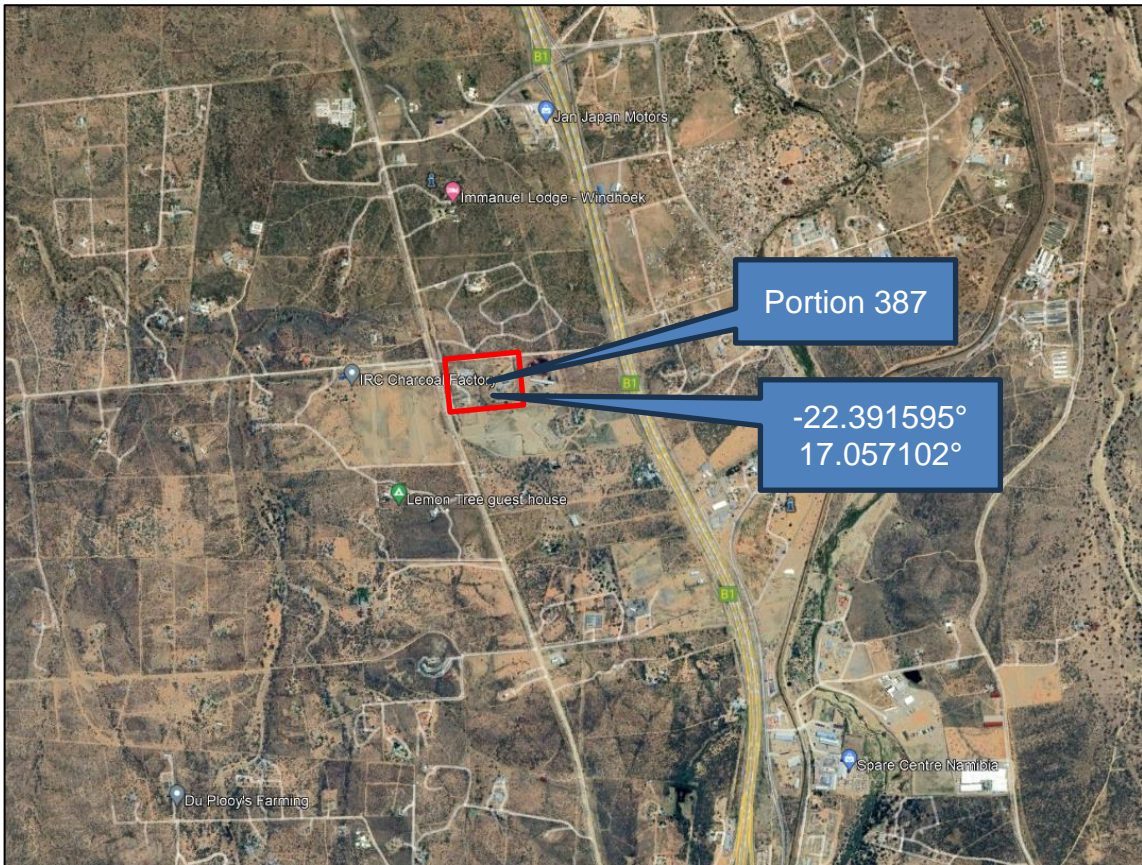 B1
Jan Japan Motors
Immanuel Lodge - Windhoek
Portion 387
IRC Charcoal Factor
B1
-22.391595°
17.057102°
Lemon Tree guest house
B1
Spare Centre Namibia
Du Plooy's Farming